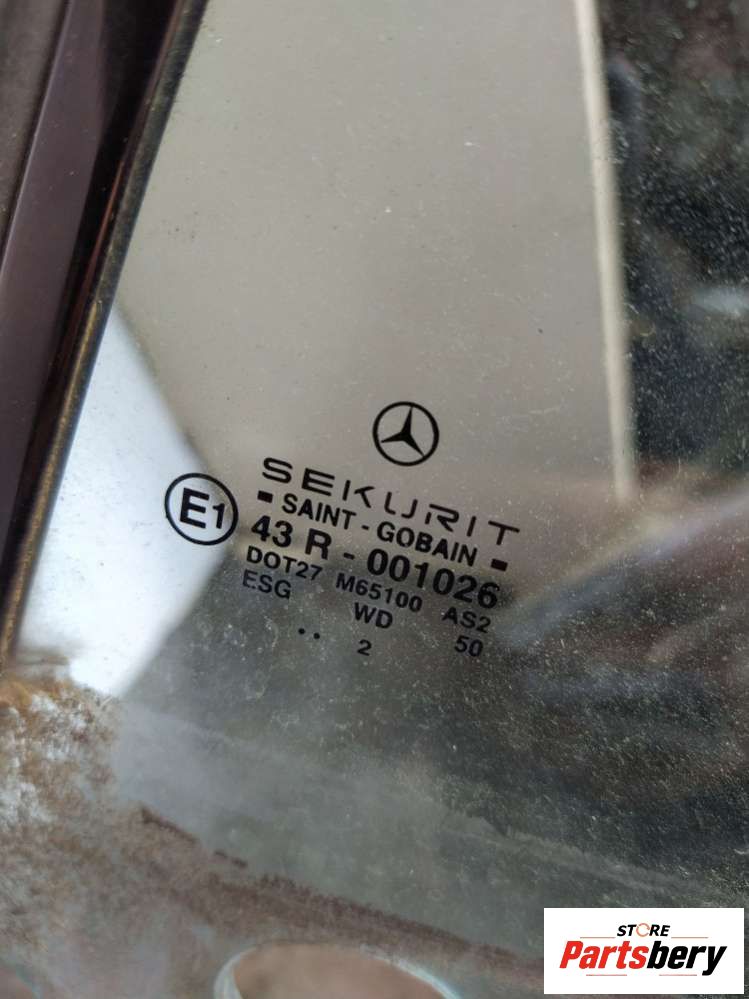 SEKURIT
SAINT - GOBAIN
E1
43 R - 001026
DOT27 M65100 AS2
ESG WD 50
.. 2
STORE
Partsbery